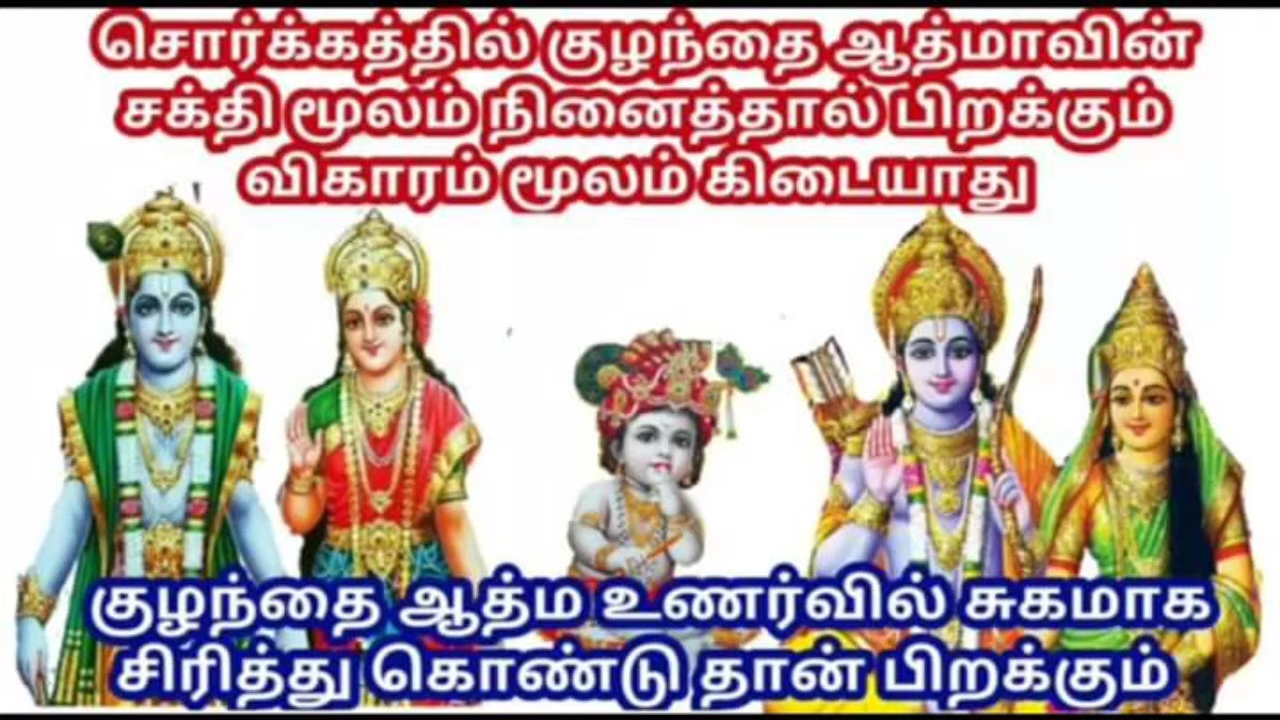 சொர்க்கத்தில் குழந்தை ஆத்மாவின்
சக்தி மூலம் நினைத்தால் பிறக்கும்
விகாரம் மூலம் கிடையாது
குழந்தை ஆத்ம உணர்வில் சுகமாக
சிரித்து கொண்டு தான் பிறக்கும்